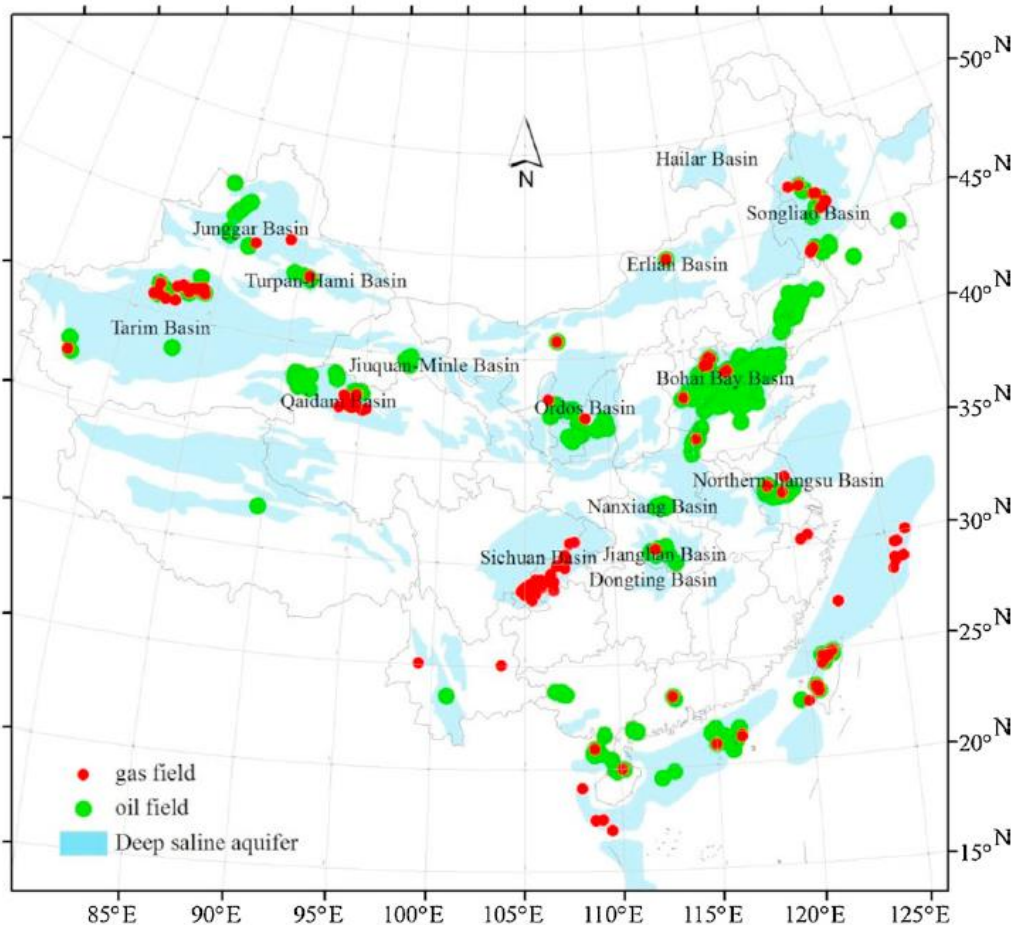 50° N
45° N
40° N
35° N
30° N
25° N
20° N
15° N
N
Hailar Basin
Songliao Basin
Junggar Basin
Erlian Basin
Turpan-Hami Basin
Tarim Basin
Jiuquan-Minle Basin
Bohai Bay Basin
Qaidam Basin
Ordos Basin
Northern Jiangsu Basin
Nanxiang Basin
Sichuan Basin
Jianghan Basin
Dongting Basin
gas field
oil field
Deep saline aquifer
85°E 90°E 95°E 100°E 105°E 110°E 115°E 120°E 125°E